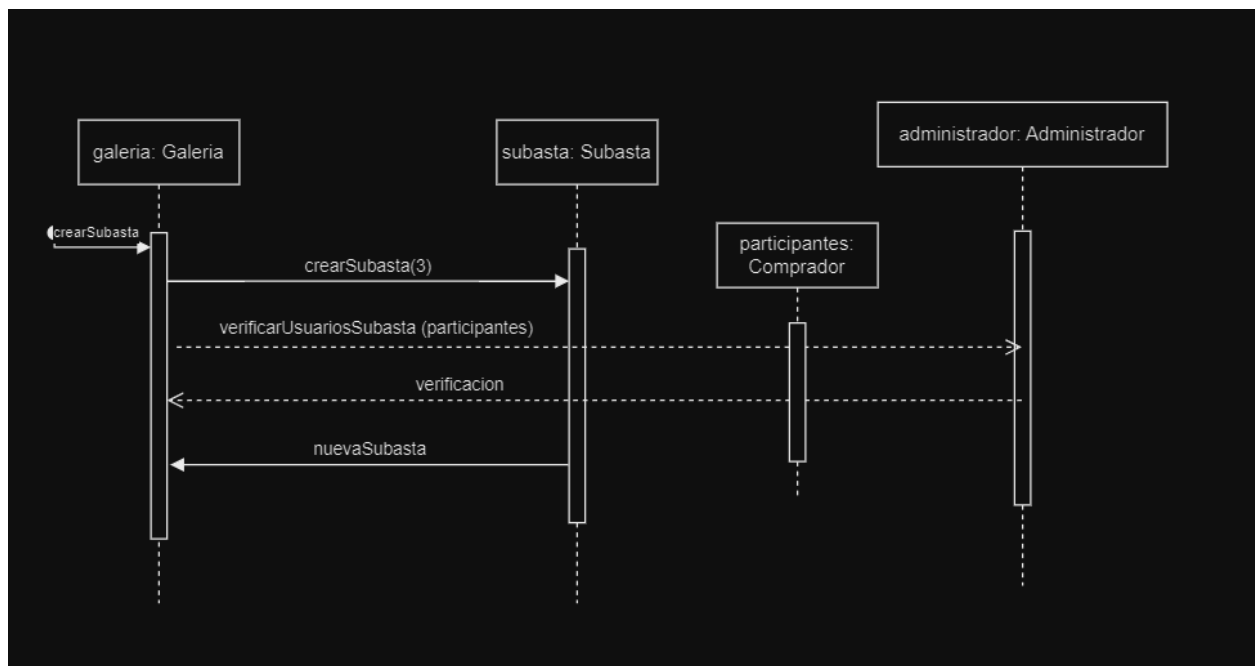 administrador: Administrador
galeria: Galeria
subasta: Subasta
crearSubasta
participantes:
Comprador
crearSubasta(3)
verificarUsuariosSubasta (participantes)
verificacion
nuevaSubasta